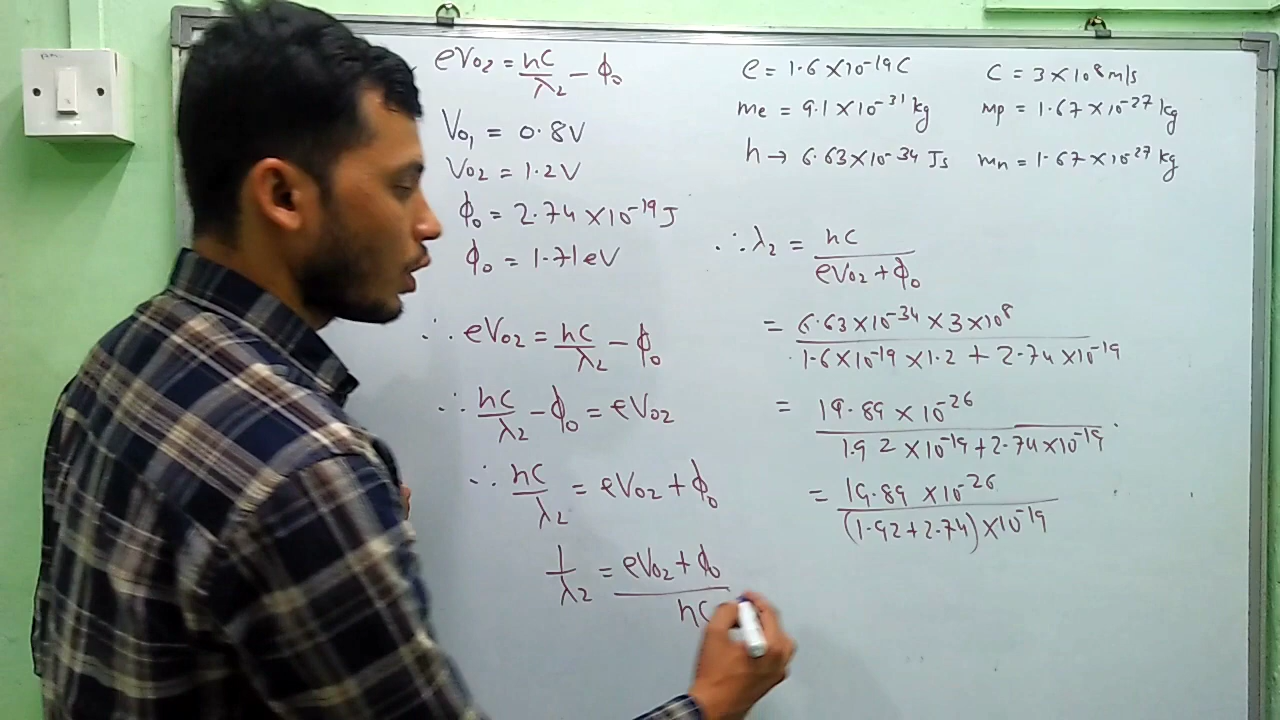 eV02 = hC/λ2 − ϕ0
V01 = 0.8V
V02 = 1.2V
ϕ0 = 2.74 ×10−19 J
ϕ0 = 1.71eV
∴ eV02 = hC/λ2 − ϕ0
∴ hC/λ2 − ϕ0 = eV02
∴ hC/λ2 = eV02 + ϕ0
1/λ2 = eV02 + ϕ0/hC
e = 1.6 ×10−19 C
C = 3 ×10 8 m/s
me = 9.1 ×10−31 kg
mp = 1.67 ×10−27 kg
h → 6.63×10−34 Js
mn = 1.67 ×10−27 kg
∴ λ2 = hC/eV02 + ϕ0
= 6.63×10−34 × 3×10 8/1.6×10−19 ×1.2 + 2.74 ×10−19
= 19.89 × 10−26/1.92 ×10−19 + 2.74×10−19
= 19.89 ×10−26/(1.92+2.74) ×10−19